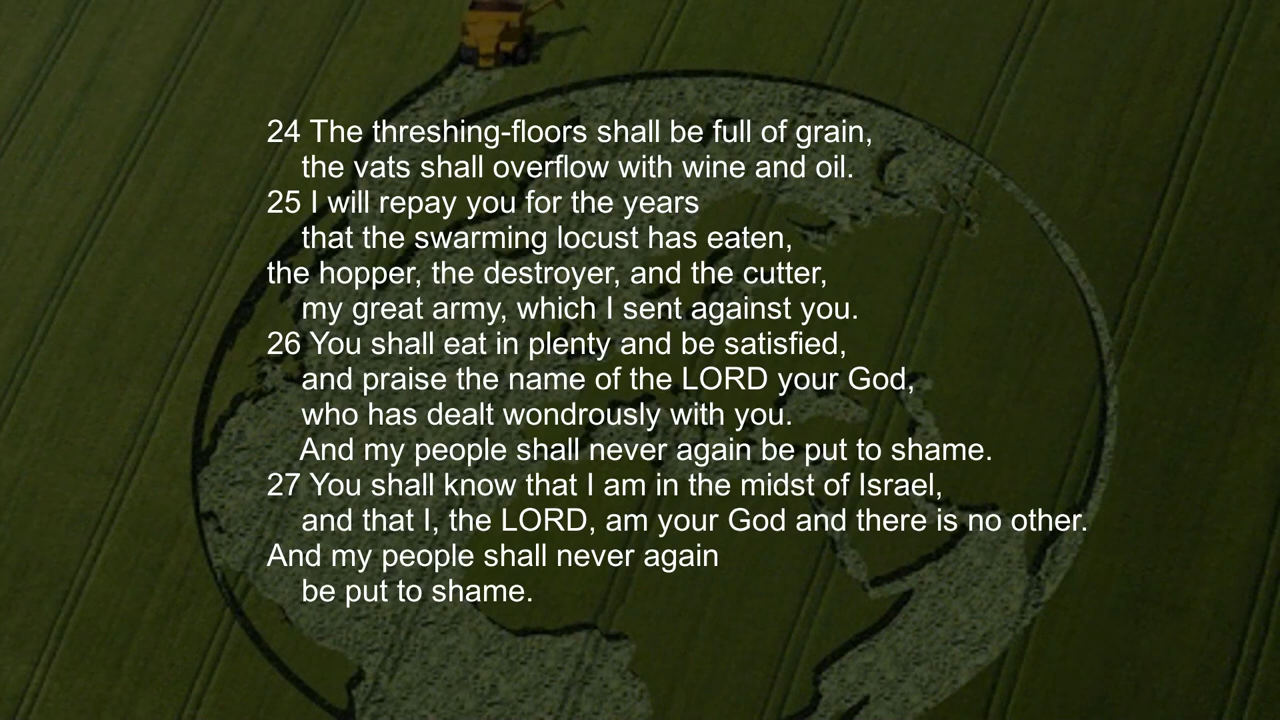 24 The threshing-floors shall be full of grain,
the vats shall overflow with wine and oil.
25 I will repay you for the years
that the swarming locust has eaten,
the hopper, the destroyer, and the cutter,
my great army, which I sent against you.
26 You shall eat in plenty and be satisfied,
and praise the name of the LORD your God,
who has dealt wondrously with you.
And my people shall never again be put to shame.
27 You shall know that I am in the midst of Israel,
and that I, the LORD, am your God and there is no other.
And my people shall never again
be put to shame.